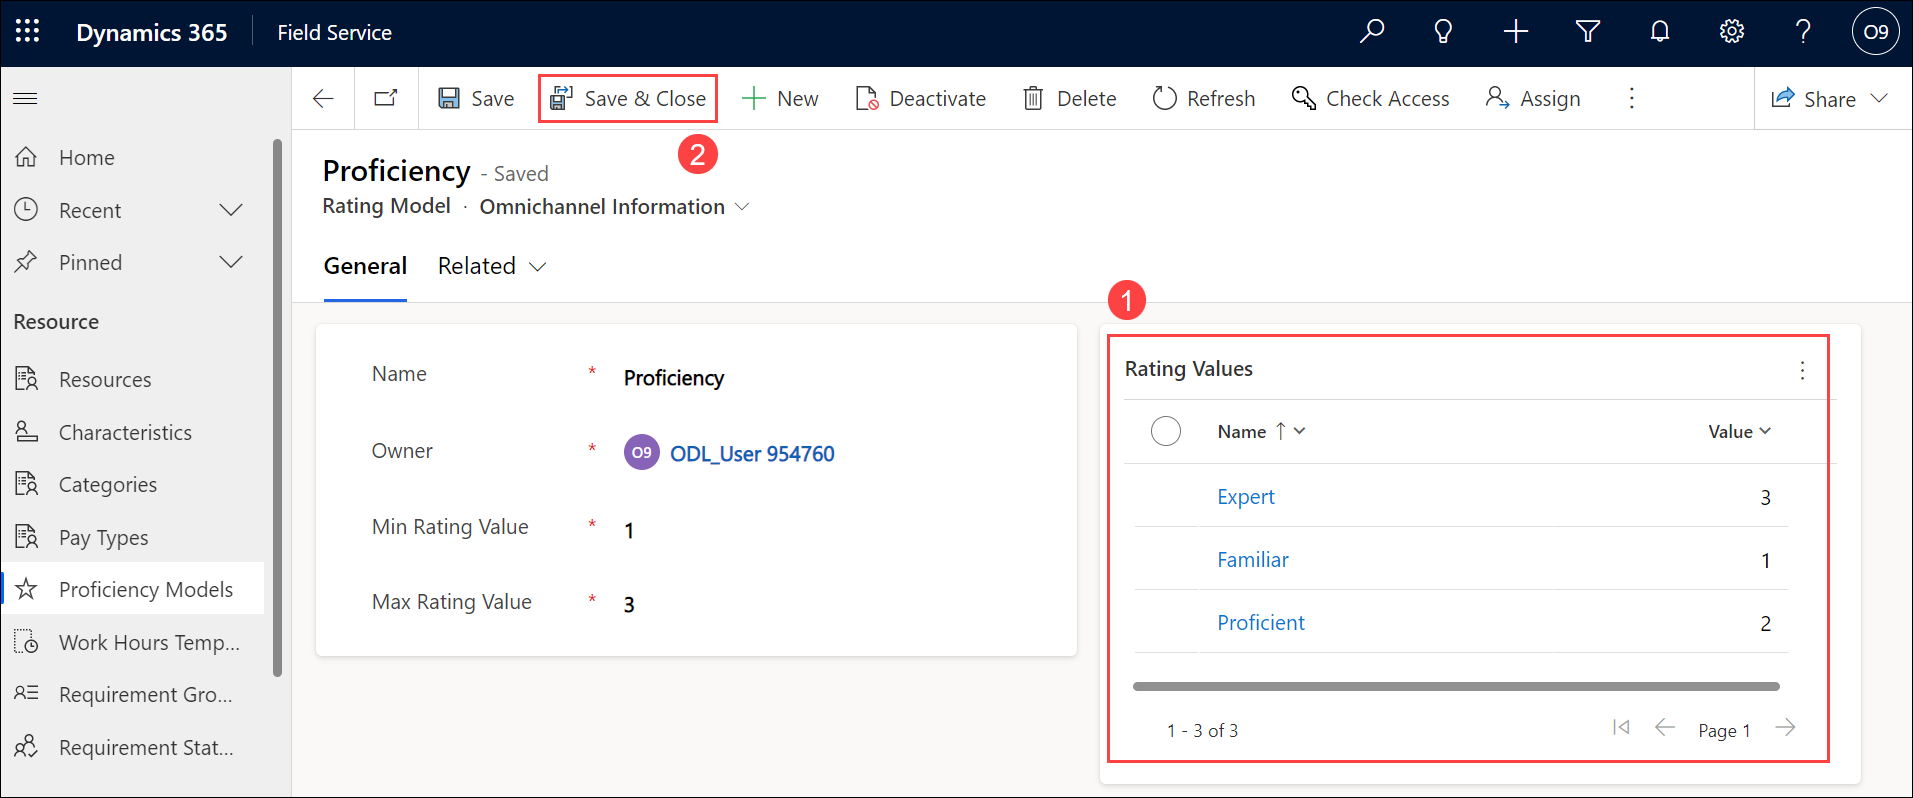 Dynamics 365 Field Service O9
Save Save & Close New Deactivate Delete Refresh Check Access Assign Share
2
Home
Recent
Pinned
Resource
Resources
Characteristics
Categories
Pay Types
Proficiency Models
Work Hours Temp...
Requirement Gro...
Requirement Stat...
Proficiency - Saved
Rating Model · Omnichannel Information
General Related
Name * Proficiency
Owner * O9 ODL_User 954760
Min Rating Value * 1
Max Rating Value * 3
1
Rating Values
Name ↑ Value
Expert 3
Familiar 1
Proficient 2
1 - 3 of 3 Page 1